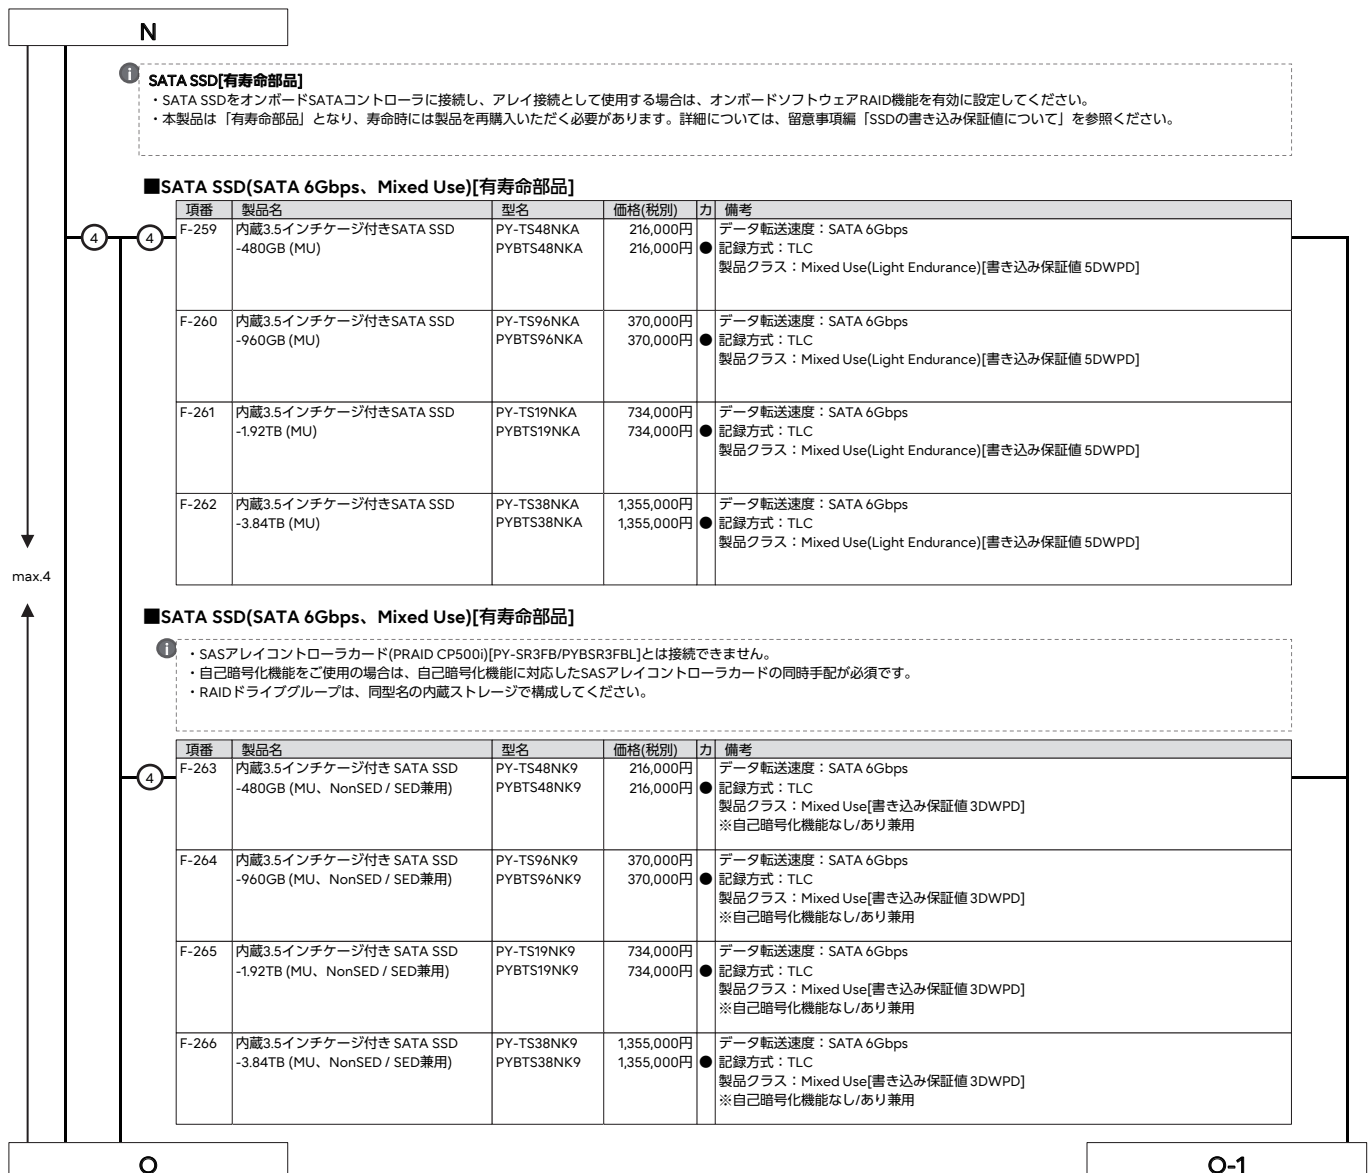 N
SATA SSD[有寿命部品]
・SATA SSDをオンボードSATAコントローラに接続し、アレイ接続として使用する場合は、オンボードソフトウェアRAID機能を有効に設定してください。
・本製品は「有寿命部品」となり、寿命時には製品を再購入いただく必要があります。詳細については、留意事項編「SSDの書き込み保証値について」を参照ください。
■SATA SSD(SATA 6Gbps、Mixed Use)[有寿命部品]
項番 製品名 型名 価格(税別) カ 備考
④ ④ F-259 内蔵3.5インチケージ付きSATA SSD PY-TS48NKA 216,000円 データ転送速度：SATA 6Gbps
-480GB (MU) PYBTS48NKA 216,000円 ● 記録方式：TLC
製品クラス：Mixed Use(Light Endurance)[書き込み保証値 5DWPD]
F-260 内蔵3.5インチケージ付きSATA SSD PY-TS96NKA 370,000円 データ転送速度：SATA 6Gbps
-960GB (MU) PYBTS96NKA 370,000円 ● 記録方式：TLC
製品クラス：Mixed Use(Light Endurance)[書き込み保証値 5DWPD]
F-261 内蔵3.5インチケージ付きSATA SSD PY-TS19NKA 734,000円 データ転送速度：SATA 6Gbps
-1.92TB (MU) PYBTS19NKA 734,000円 ● 記録方式：TLC
製品クラス：Mixed Use(Light Endurance)[書き込み保証値 5DWPD]
F-262 内蔵3.5インチケージ付きSATA SSD PY-TS38NKA 1,355,000円 データ転送速度：SATA 6Gbps
-3.84TB (MU) PYBTS38NKA 1,355,000円 ● 記録方式：TLC
製品クラス：Mixed Use(Light Endurance)[書き込み保証値 5DWPD]
max.4
■SATA SSD(SATA 6Gbps、Mixed Use)[有寿命部品]
・SASアレイコントローラカード(PRAID CP500i)[PY-SR3FB/PYBSR3FBL]とは接続できません。
・自己暗号化機能をご使用の場合は、自己暗号化機能に対応したSASアレイコントローラカードの同時手配が必須です。
・RAIDドライブグループは、同型名の内蔵ストレージで構成してください。
項番 製品名 型名 価格(税別) カ 備考
④ F-263 内蔵3.5インチケージ付き SATA SSD PY-TS48NK9 216,000円 データ転送速度：SATA 6Gbps
-480GB (MU、NonSED / SED兼用) PYBTS48NK9 216,000円 ● 記録方式：TLC
製品クラス：Mixed Use[書き込み保証値 3DWPD]
※自己暗号化機能なし/あり兼用
F-264 内蔵3.5インチケージ付き SATA SSD PY-TS96NK9 370,000円 データ転送速度：SATA 6Gbps
-960GB (MU、NonSED / SED兼用) PYBTS96NK9 370,000円 ● 記録方式：TLC
製品クラス：Mixed Use[書き込み保証値 3DWPD]
※自己暗号化機能なし/あり兼用
F-265 内蔵3.5インチケージ付き SATA SSD PY-TS19NK9 734,000円 データ転送速度：SATA 6Gbps
-1.92TB (MU、NonSED / SED兼用) PYBTS19NK9 734,000円 ● 記録方式：TLC
製品クラス：Mixed Use[書き込み保証値 3DWPD]
※自己暗号化機能なし/あり兼用
F-266 内蔵3.5インチケージ付き SATA SSD PY-TS38NK9 1,355,000円 データ転送速度：SATA 6Gbps
-3.84TB (MU、NonSED / SED兼用) PYBTS38NK9 1,355,000円 ● 記録方式：TLC
製品クラス：Mixed Use[書き込み保証値 3DWPD]
※自己暗号化機能なし/あり兼用
O O-1